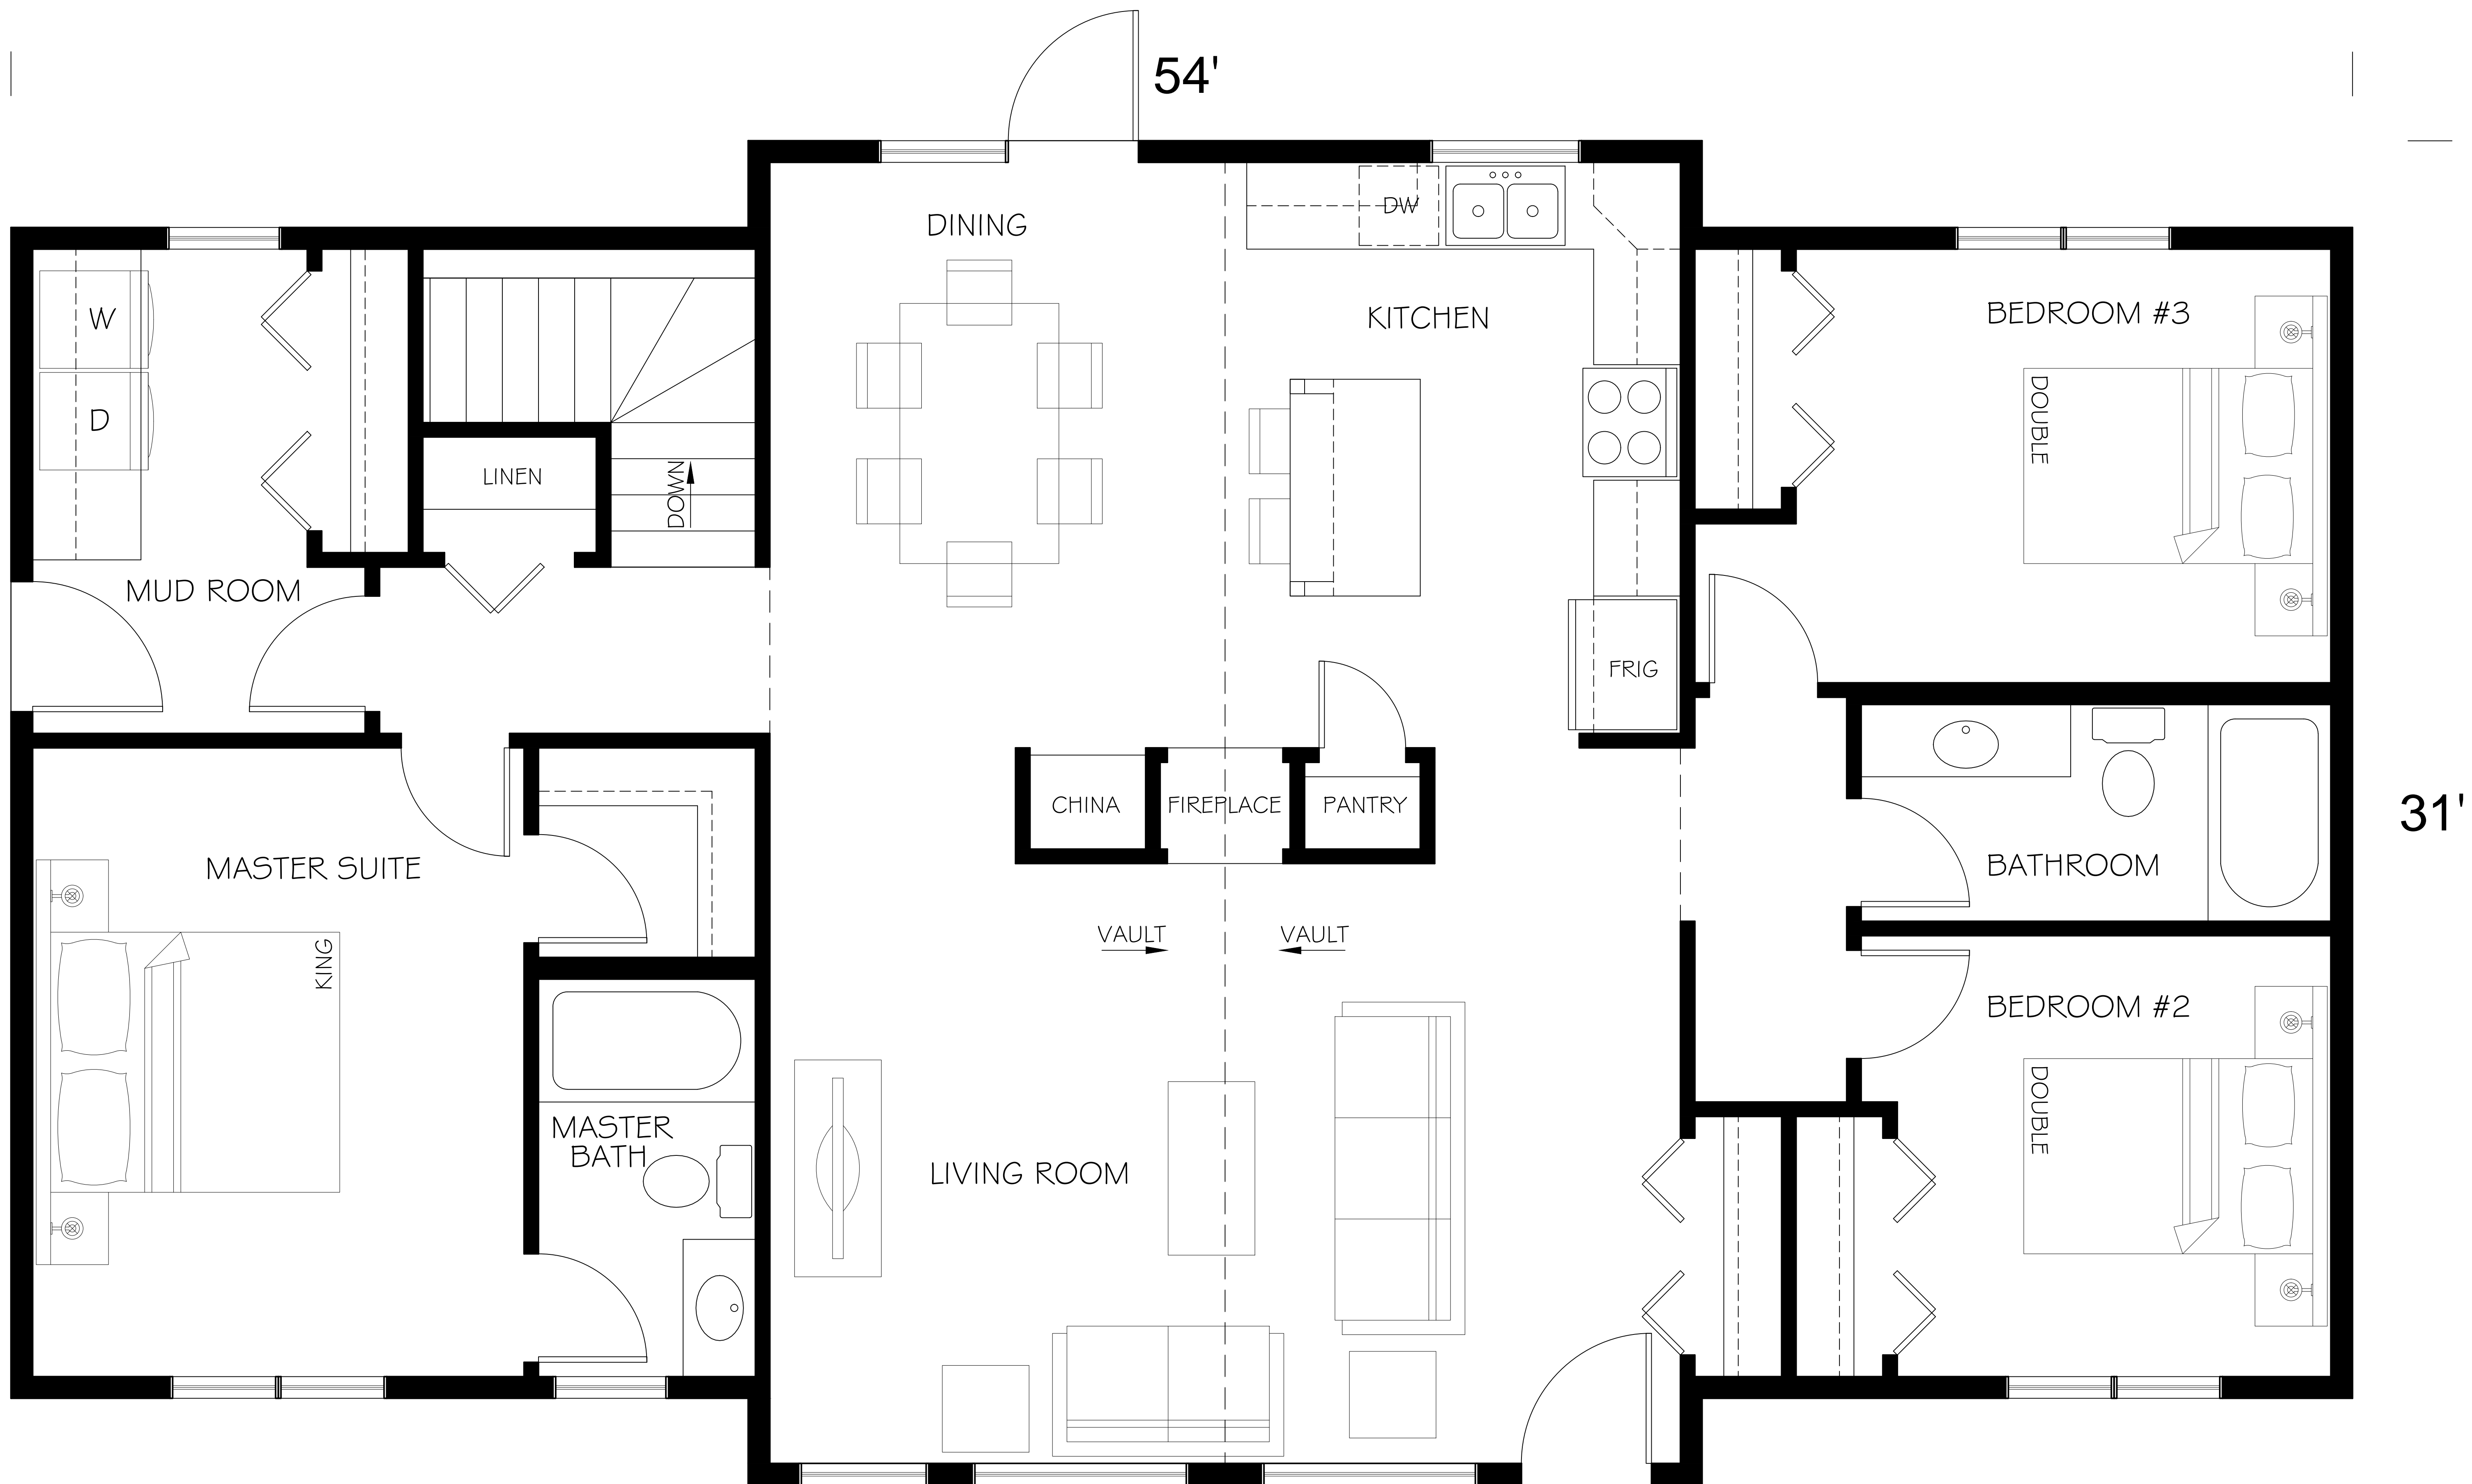 54'
DINING
DW
KITCHEN
BEDROOM #3
W
D
DOUBLE
LINEN
DOWN
MUD ROOM
FRIG
CHINA
FIREPLACE
PANTRY
31'
MASTER SUITE
BATHROOM
KING
VAULT
VAULT
BEDROOM #2
DOUBLE
MASTER
BATH
LIVING ROOM